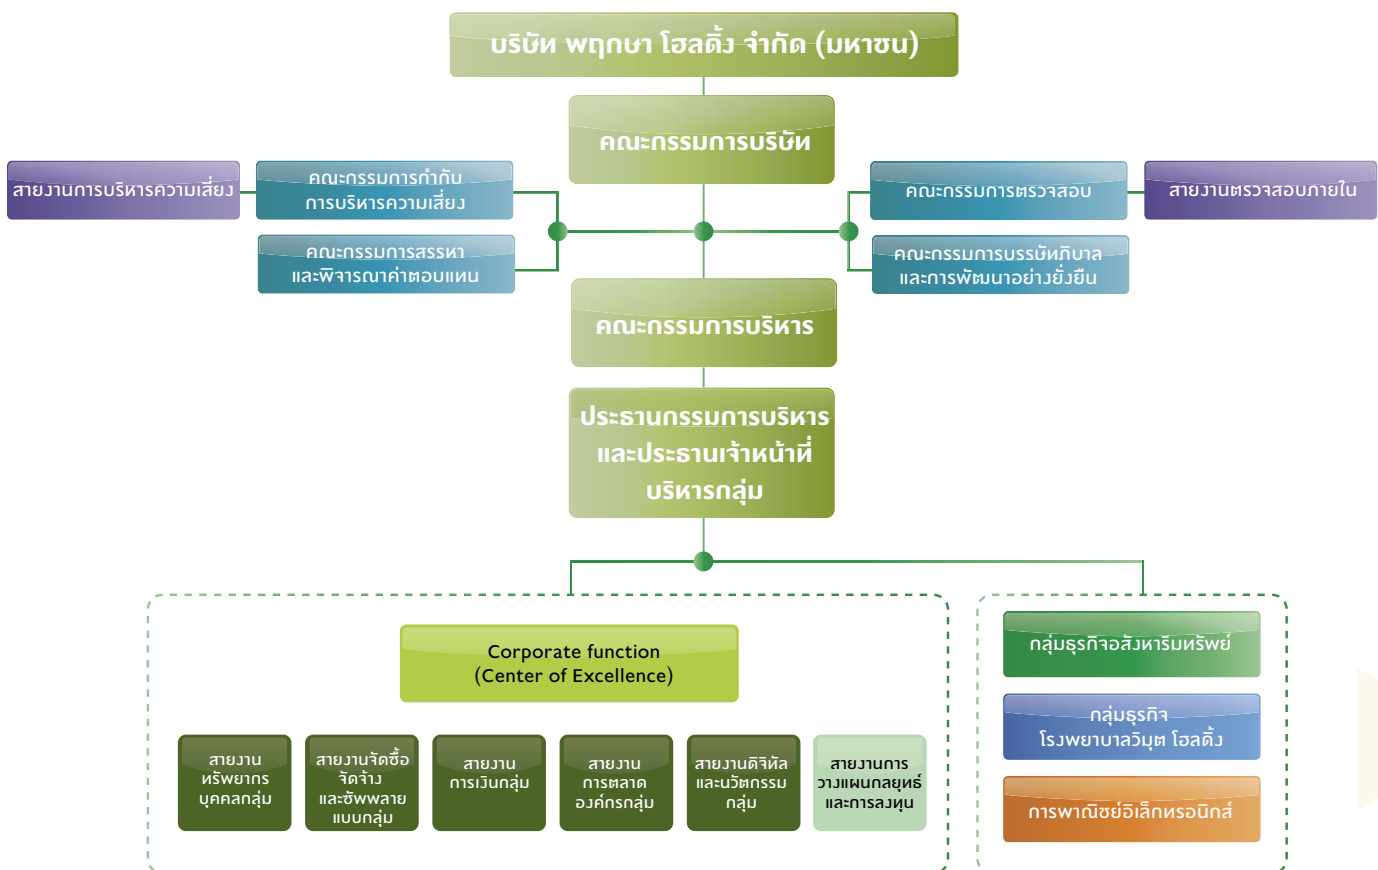 บริษัท พฤกษา โฮลดิ้ง จำกัด (มหาชน)
คณะกรรมการบริษัท
สายงานการบริหารความเสี่ยง
คณะกรรมการกำกับ
การบริหารความเสี่ยง
คณะกรรมการตรวจสอบ
สายงานตรวจสอบภายใน
คณะกรรมการสรรหา
และพิจารณาค่าตอบแทน
คณะกรรมการบรรษัทภิบาล
และการพัฒนาอย่างยั่งยืน
คณะกรรมการบริหาร
ประธานกรรมการบริหาร
และประธานเจ้าหน้าที่
บริหารกลุ่ม
Corporate function
(Center of Excellence)
สายงาน
ทรัพยากร
บุคคลกลุ่ม
สายงานจัดซื้อ
จัดจ้าง
และซัพพลาย
แบบกลุ่ม
สายงาน
การเงินกลุ่ม
สายงาน
การตลาด
องค์กรกลุ่ม
สายงานดิจิทัล
และนวัตกรรม
กลุ่ม
สายงานการ
วางแผนกลยุทธ์
และการลงทุน
กลุ่มธุรกิจอสังหาริมทรัพย์
กลุ่มธุรกิจ
โรงพยาบาลวิมุต โฮลดิ้ง
การพาณิชย์อิเล็กทรอนิกส์